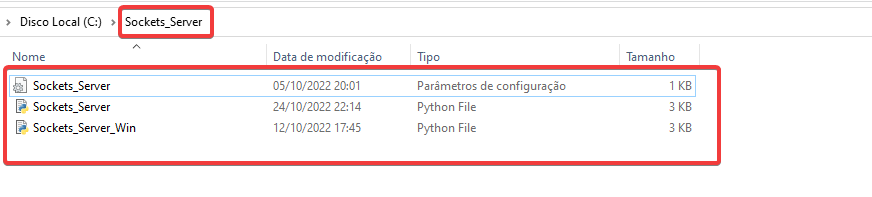 Disco Local (C:) Sockets_Server
Nome Data de modificação Tipo Tamanho
Sockets_Server 05/10/2022 20:01 Parâmetros de configuração 1 KB
Sockets_Server 24/10/2022 22:14 Python File 3 KB
Sockets_Server_Win 12/10/2022 17:45 Python File 3 KB